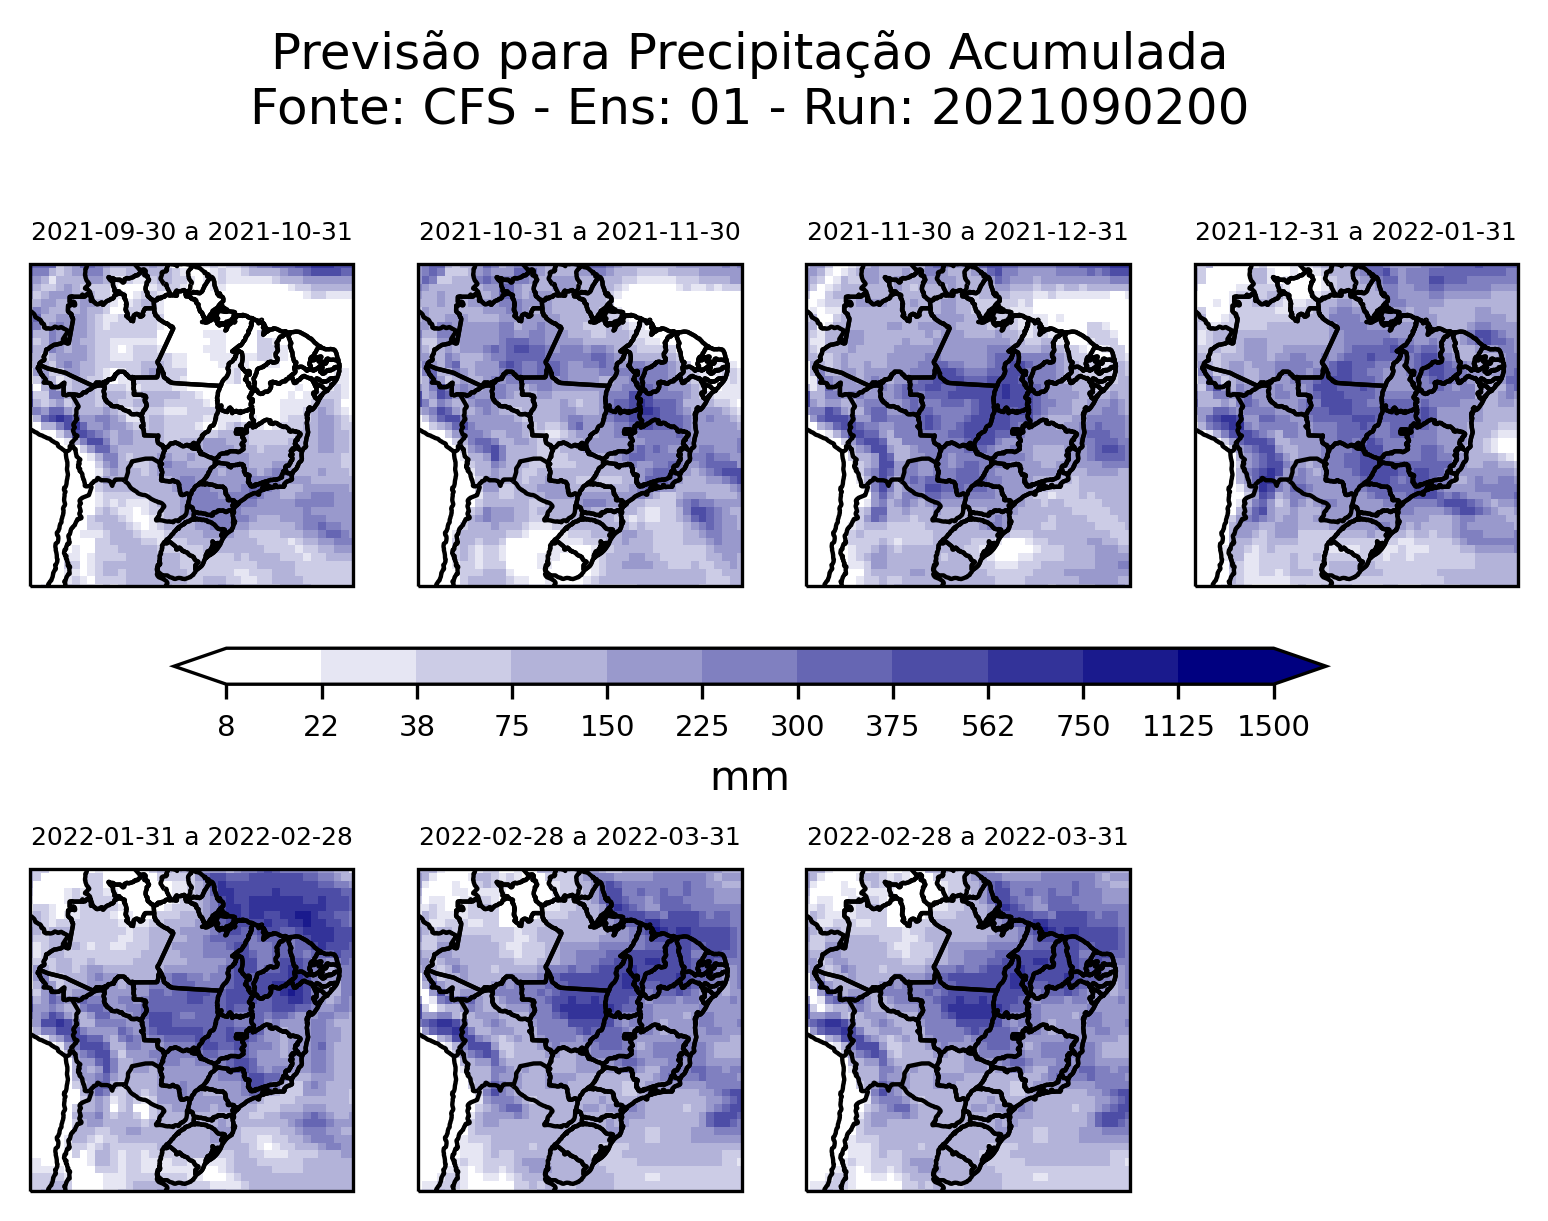 Previsão para Precipitação Acumulada
Fonte: CFS - Ens: 01 - Run: 2021090200
2021-09-30 a 2021-10-31
2021-10-31 a 2021-11-30
2021-11-30 a 2021-12-31
2021-12-31 a 2022-01-31
8 22 38 75 150 225 300 375 562 750 1125 1500
mm
2022-01-31 a 2022-02-28
2022-02-28 a 2022-03-31
2022-02-28 a 2022-03-31